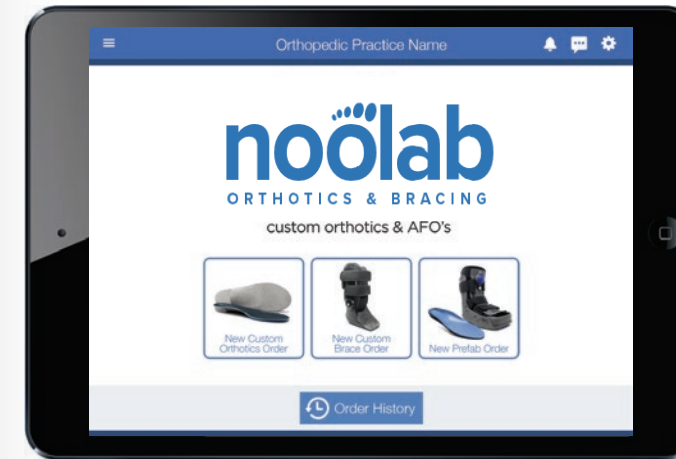 Orthopedic Practice Name
noolab
ORTHOTICS & BRACING
custom orthotics & AFO's
New Custom
Orthotics Order
New Custom
Brace Order
New Prefab Order
Order History